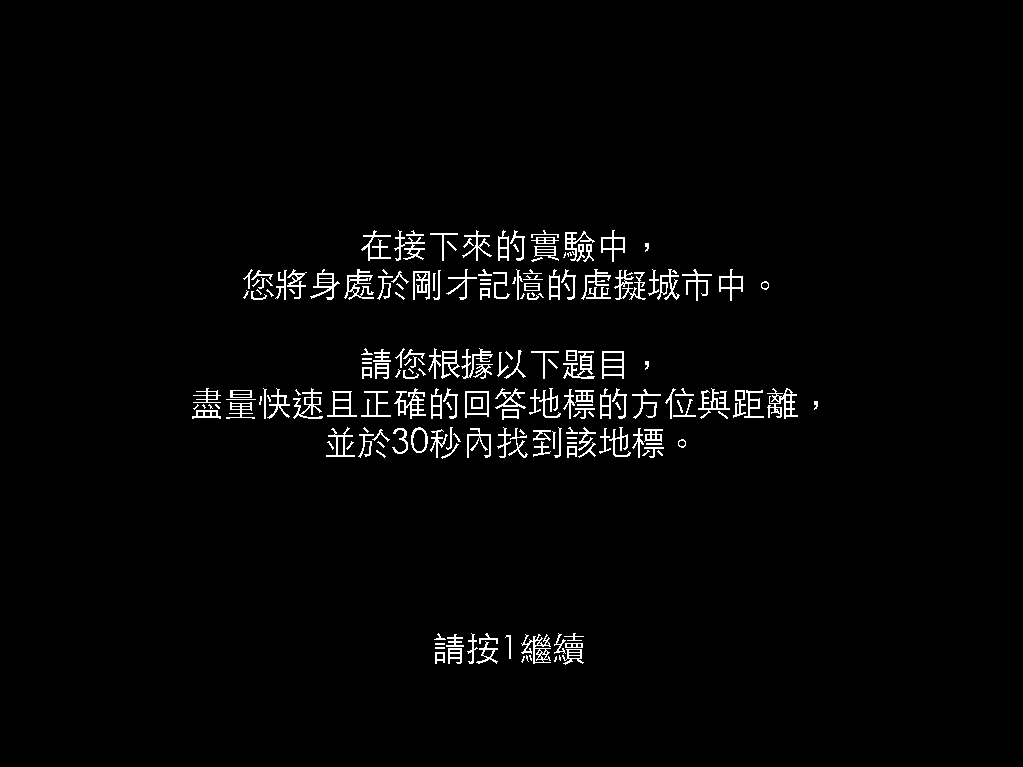 在接下來的實驗中，
您將身處於剛才記憶的虛擬城市中。
請您根據以下題目，
盡量快速且正確的回答地標的方位與距離，
並於30秒內找到該地標。
請按1繼續